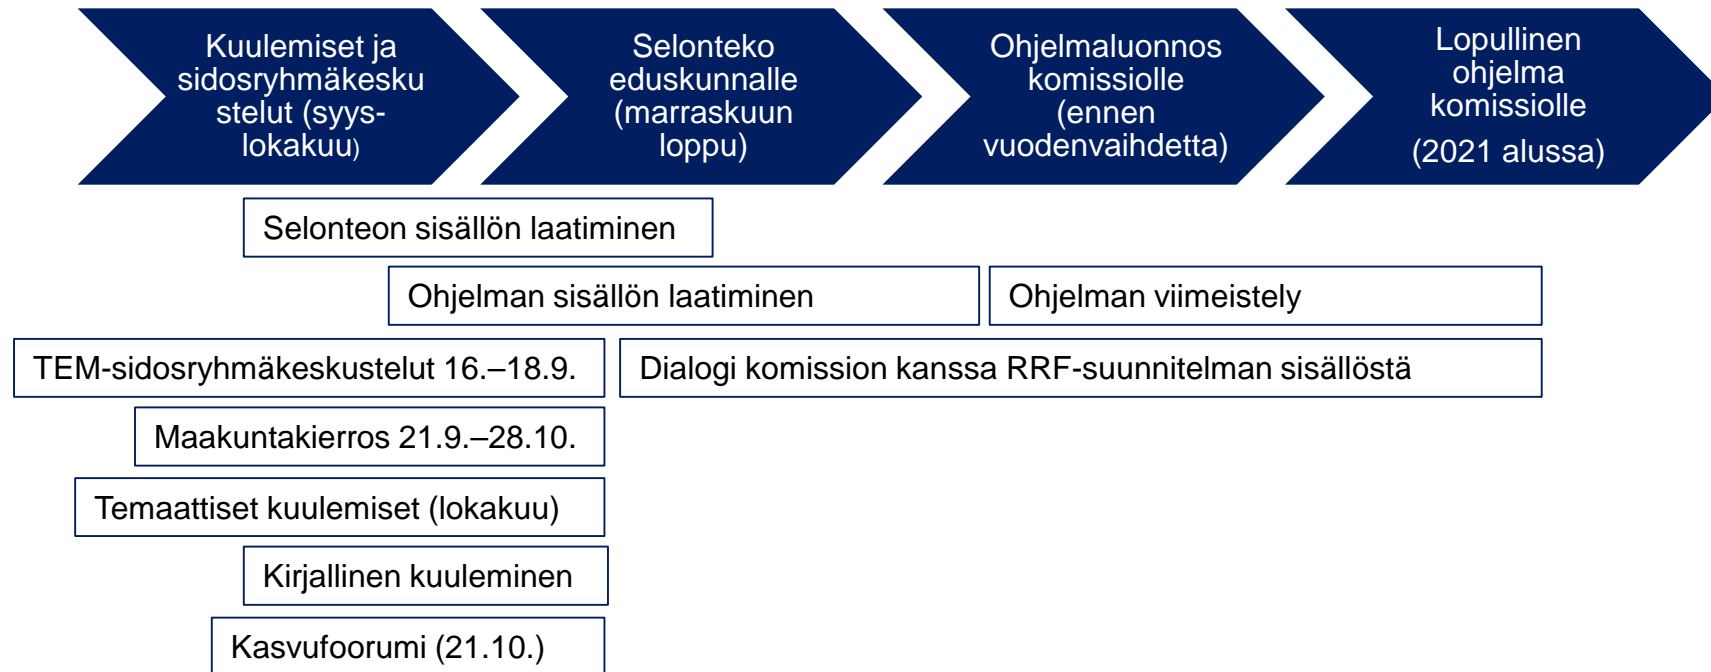 Kuulemiset ja
sidosryhmäkesku
stelut (syys-
lokakuu)
Selonteko
eduskunnalle
(marraskuun
loppu)
Ohjelmaluonnos
komissiolle
(ennen
vuodenvaihdetta)
Lopullinen
ohjelma
komissiolle
(2021 alussa)
Selonteon sisällön laatiminen
Ohjelman sisällön laatiminen
Ohjelman viimeistely
TEM-sidosryhmäkeskustelut 16.–18.9.
Dialogi komission kanssa RRF-suunnitelman sisällöstä
Maakuntakierros 21.9.–28.10.
Temaattiset kuulemiset (lokakuu)
Kirjallinen kuuleminen
Kasvufoorumi (21.10.)